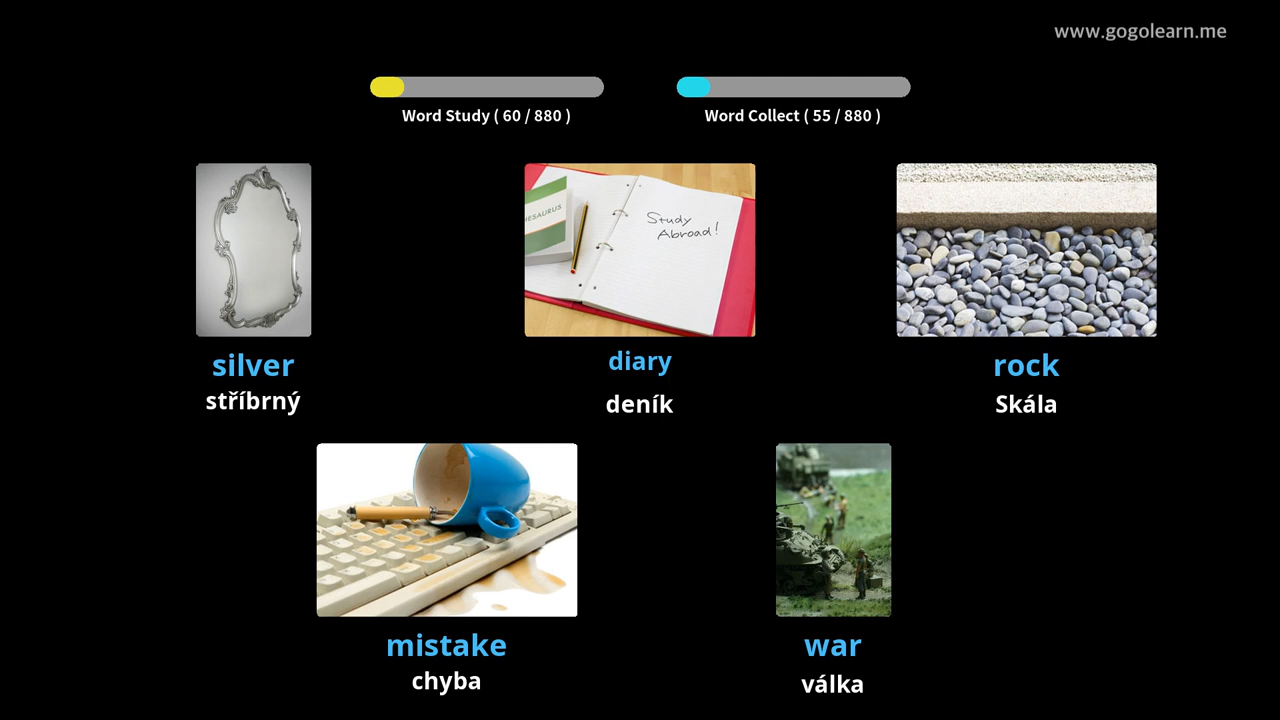 www.gogolearn.me
Word Study ( 60 / 880 )
Word Collect ( 55 / 880 )
HESAURUS
Study
Abroad!
silver
stříbrný
diary
deník
rock
Skála
mistake
chyba
war
válka